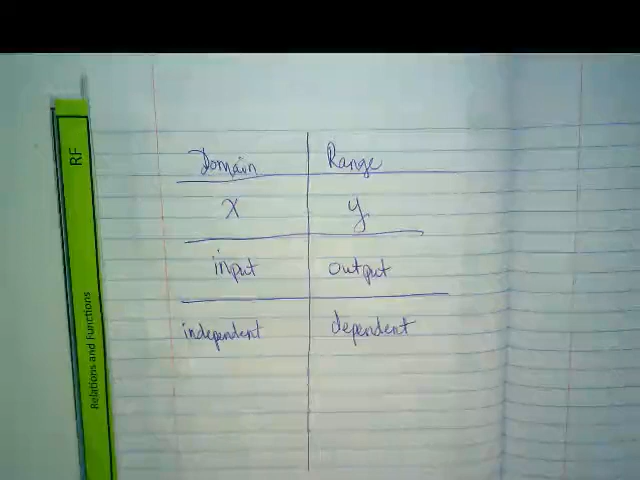 RF
Relations and Functions
Domain Range
x y
input output
independent dependent